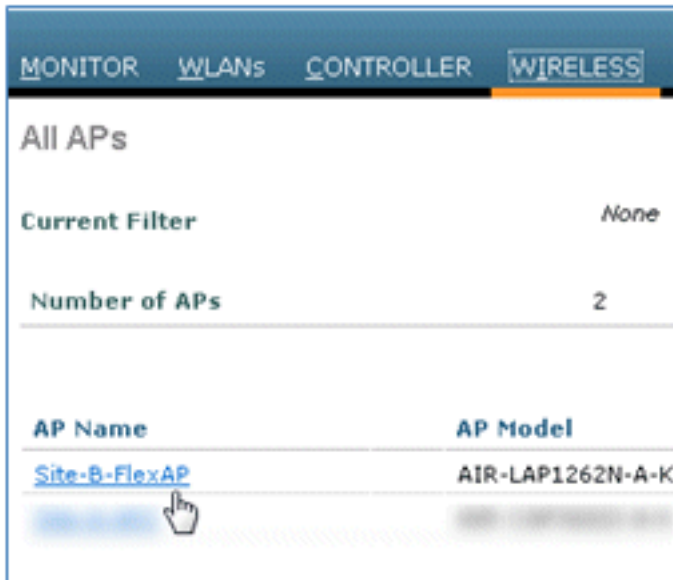 MONITOR WLANs CONTROLLER WIRELESS
All APs
Current Filter None
Number of APs 2
AP Name AP Model
Site-B-FlexAP AIR-LAP1262N-A-K